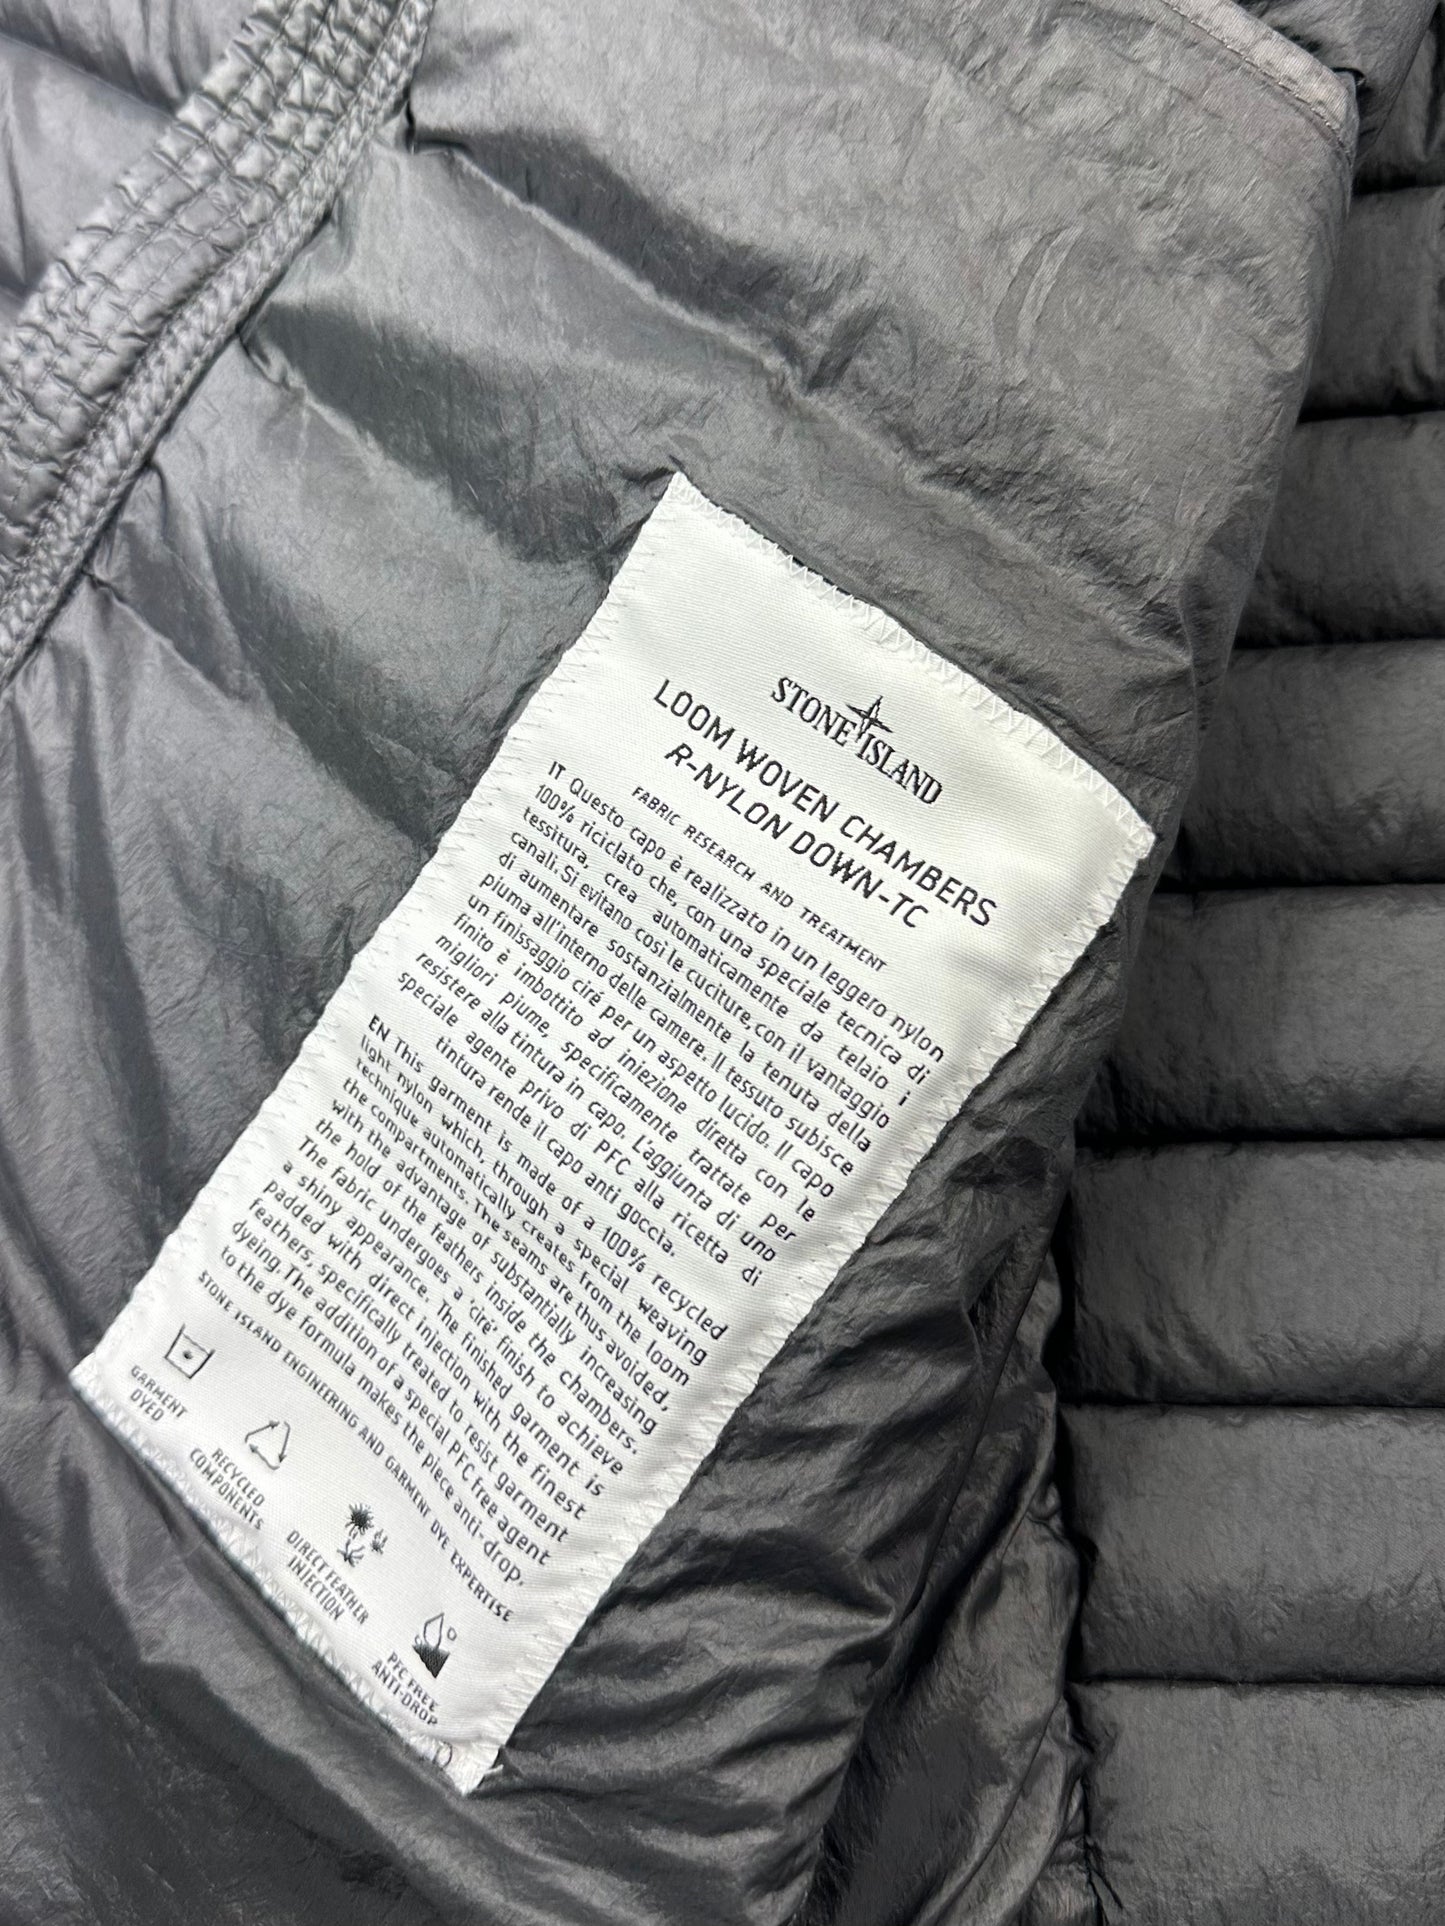 STONE ISLAND
LOOM WOVEN CHAMBERS
R-NYLON DOWN-TC
FABRIC RESEARCH AND TREATMENT
IT Questo capo è realizzato in un leggero nylon
100% riciclato che, con una speciale tecnica di
tessitura, crea automaticamente da telaio i
canali. Si evitano così le cuciture, con il vantaggio
di aumentare sostanzialmente la tenuta della
piuma all'interno delle camere. Il tessuto subisce
un finissaggio ciré per un aspetto lucido. Il capo
finito è imbottito ad iniezione diretta con le
migliori piume, specificamente trattate per
resistere alla tintura in capo. L'aggiunta di uno
speciale agente privo di PFC alla ricetta di
tintura rende il capo anti goccia.
EN This garment is made of a 100% recycled
light nylon which, through a special weaving
technique automatically creates from the loom
the compartments. The seams are thus avoided,
with the advantage of substantially increasing
the hold of the feathers inside the chambers.
The fabric undergoes a 'ciré' finish to achieve
a shiny appearance. The finished garment is
padded with direct injection with the finest
feathers, specifically treated to resist garment
dyeing. The addition of a special PFC free agent
to the dye formula makes the piece anti-drop.
STONE ISLAND ENGINEERING AND GARMENT DYE EXPERTISE
GARMENT
DYED
RECYCLED
COMPONENTS
DIRECT FEATHER
INJECTION
PFC FREE
ANTI-DROP